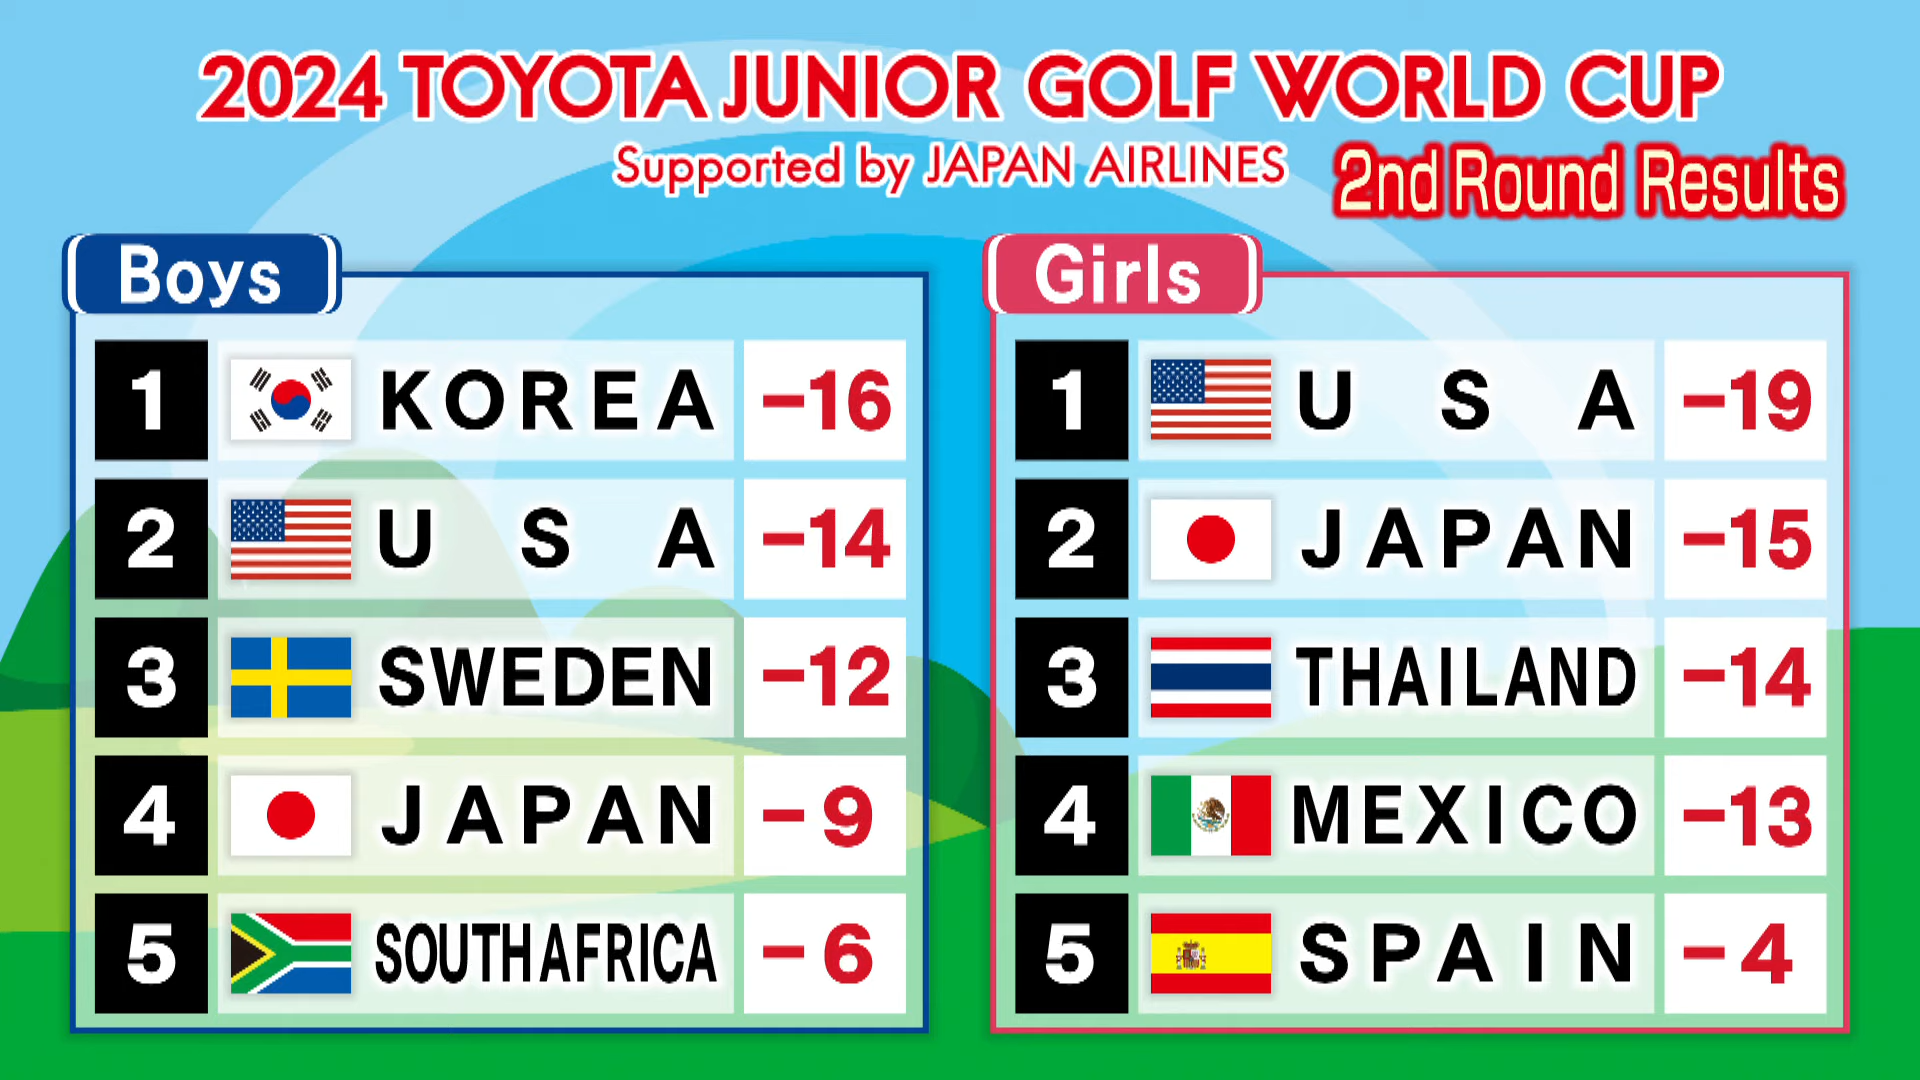 2024 TOYOTA JUNIOR GOLF WORLD CUP
Supported by JAPAN AIRLINES
2nd Round Results
Boys
1 KOREA -16
2 USA -14
3 SWEDEN -12
4 JAPAN -9
5 SOUTH AFRICA -6
Girls
1 USA -19
2 JAPAN -15
3 THAILAND -14
4 MEXICO -13
5 SPAIN -4